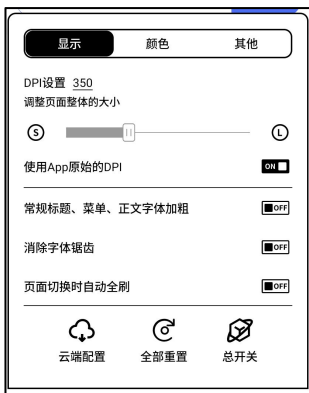 显示 颜色 其他
DPI设置 350
调整页面整体的大小
S L
使用App原始的DPI ON
常规标题、菜单、正文字体加粗 OFF
消除字体锯齿 OFF
页面切换时自动全刷 OFF
云端配置 全部重置 总开关